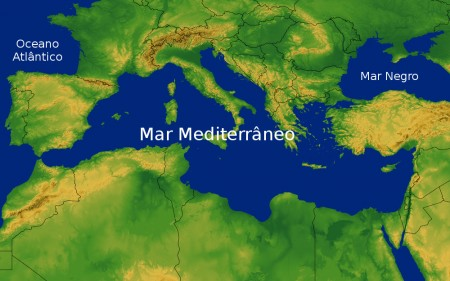 Oceano
Atlântico
Mar Negro
Mar Mediterrâneo